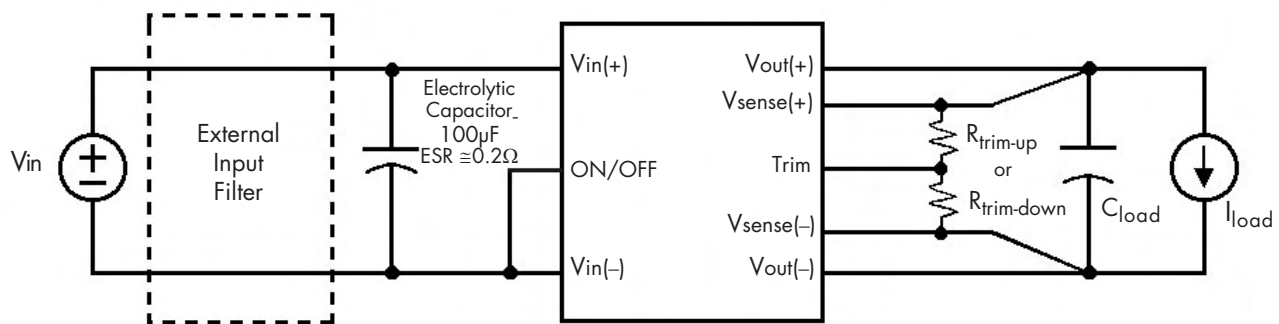 Vin
External
Input
Filter
Electrolytic
Capacitor
100µF
ESR ≅0.2Ω
Vin(+)
ON/OFF
Vin(–)
Vout(+)
Vsense(+)
Trim
Vsense(–)
Vout(–)
Rtrim-up
or
Rtrim-down
Cload
Iload